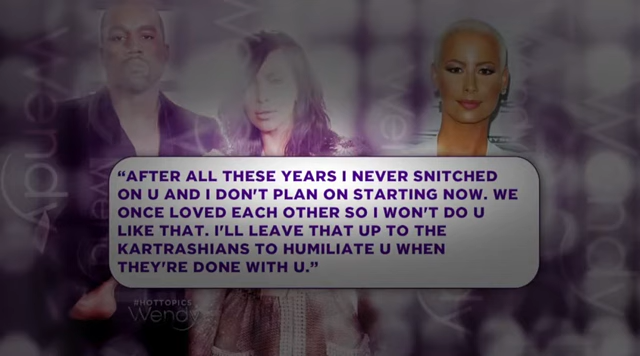 “AFTER ALL THESE YEARS I NEVER SNITCHED
ON U AND I DON'T PLAN ON STARTING NOW. WE
ONCE LOVED EACH OTHER SO I WON'T DO U
LIKE THAT. I'LL LEAVE THAT UP TO THE
KARTRASHIANS TO HUMILIATE U WHEN
THEY'RE DONE WITH U.”
#HOTTOPICS
Wendy